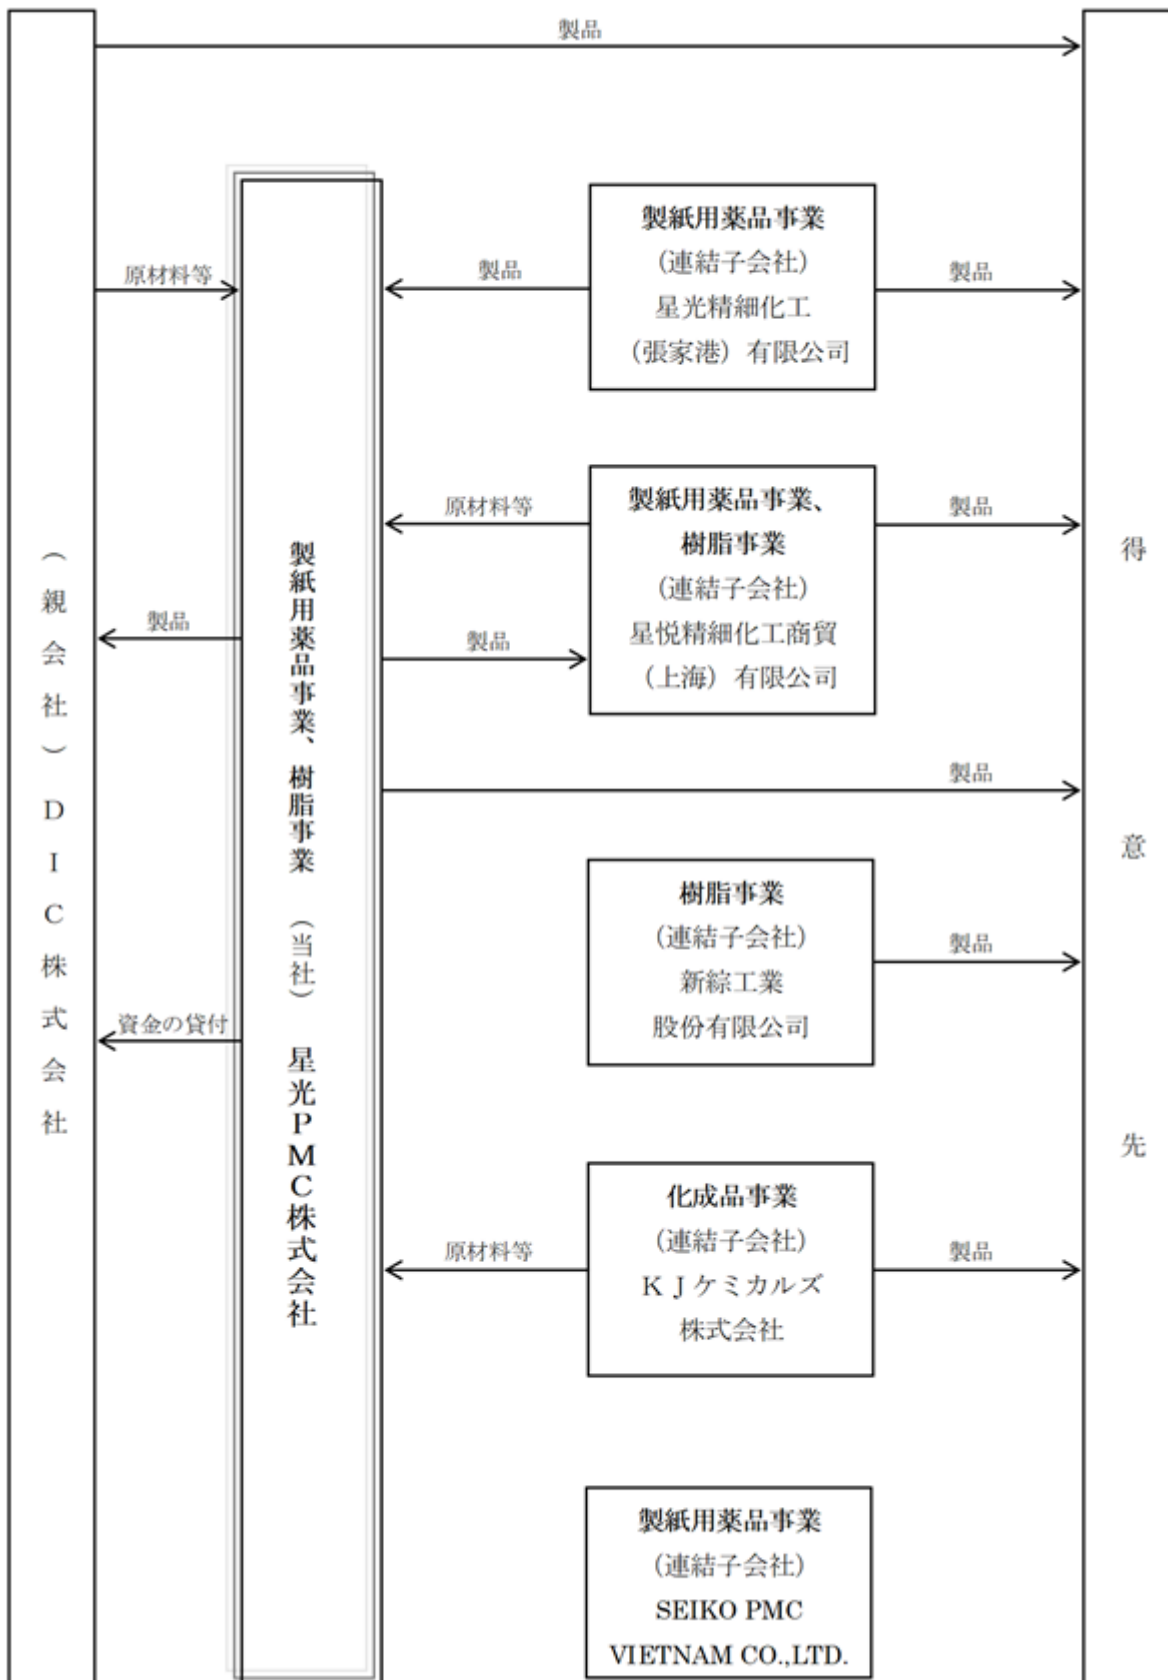 製品
（親会社）ＤＩＣ株式会社
原材料等
製品
資金の貸付
製紙用薬品事業、樹脂事業　（当社）　星光ＰＭＣ株式会社
製品
製紙用薬品事業
（連結子会社）
星光精細化工
（張家港）有限公司
製品
原材料等
製品
製紙用薬品事業、
樹脂事業
（連結子会社）
星悦精細化工商貿
（上海）有限公司
製品
製品
樹脂事業
（連結子会社）
新綜工業
股份有限公司
製品
原材料等
化成品事業
（連結子会社）
ＫＪケミカルズ
株式会社
製品
製紙用薬品事業
（連結子会社）
SEIKO PMC
VIETNAM CO.,LTD.
得意先